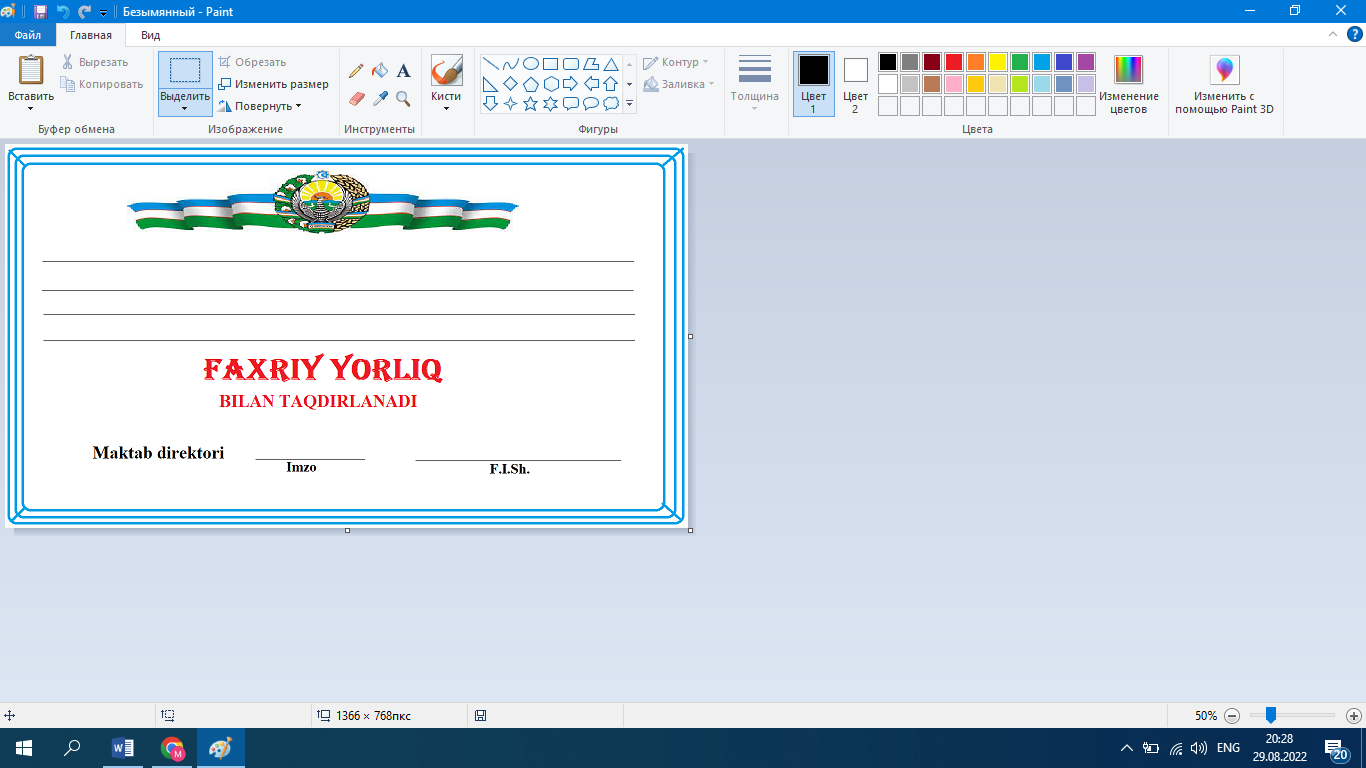 Безымянный - Paint
Файл Главная Вид
Вставить
Вырезать
Копировать
Буфер обмена
Выделить
Обрезать
Изменить размер
Повернуть
Изображение
Инструменты
Кисти
Контур
Заливка
Фигуры
Толщина
Цвет 1
Цвет 2
Изменение цветов
Цвета
Изменить с помощью Paint 3D
FAXRIY YORLIQ
BILAN TAQDIRLANADI
Maktab direktori
Imzo
F.I.Sh.
1366 × 768пкс
50%
ENG
20:28
29.08.2022
20